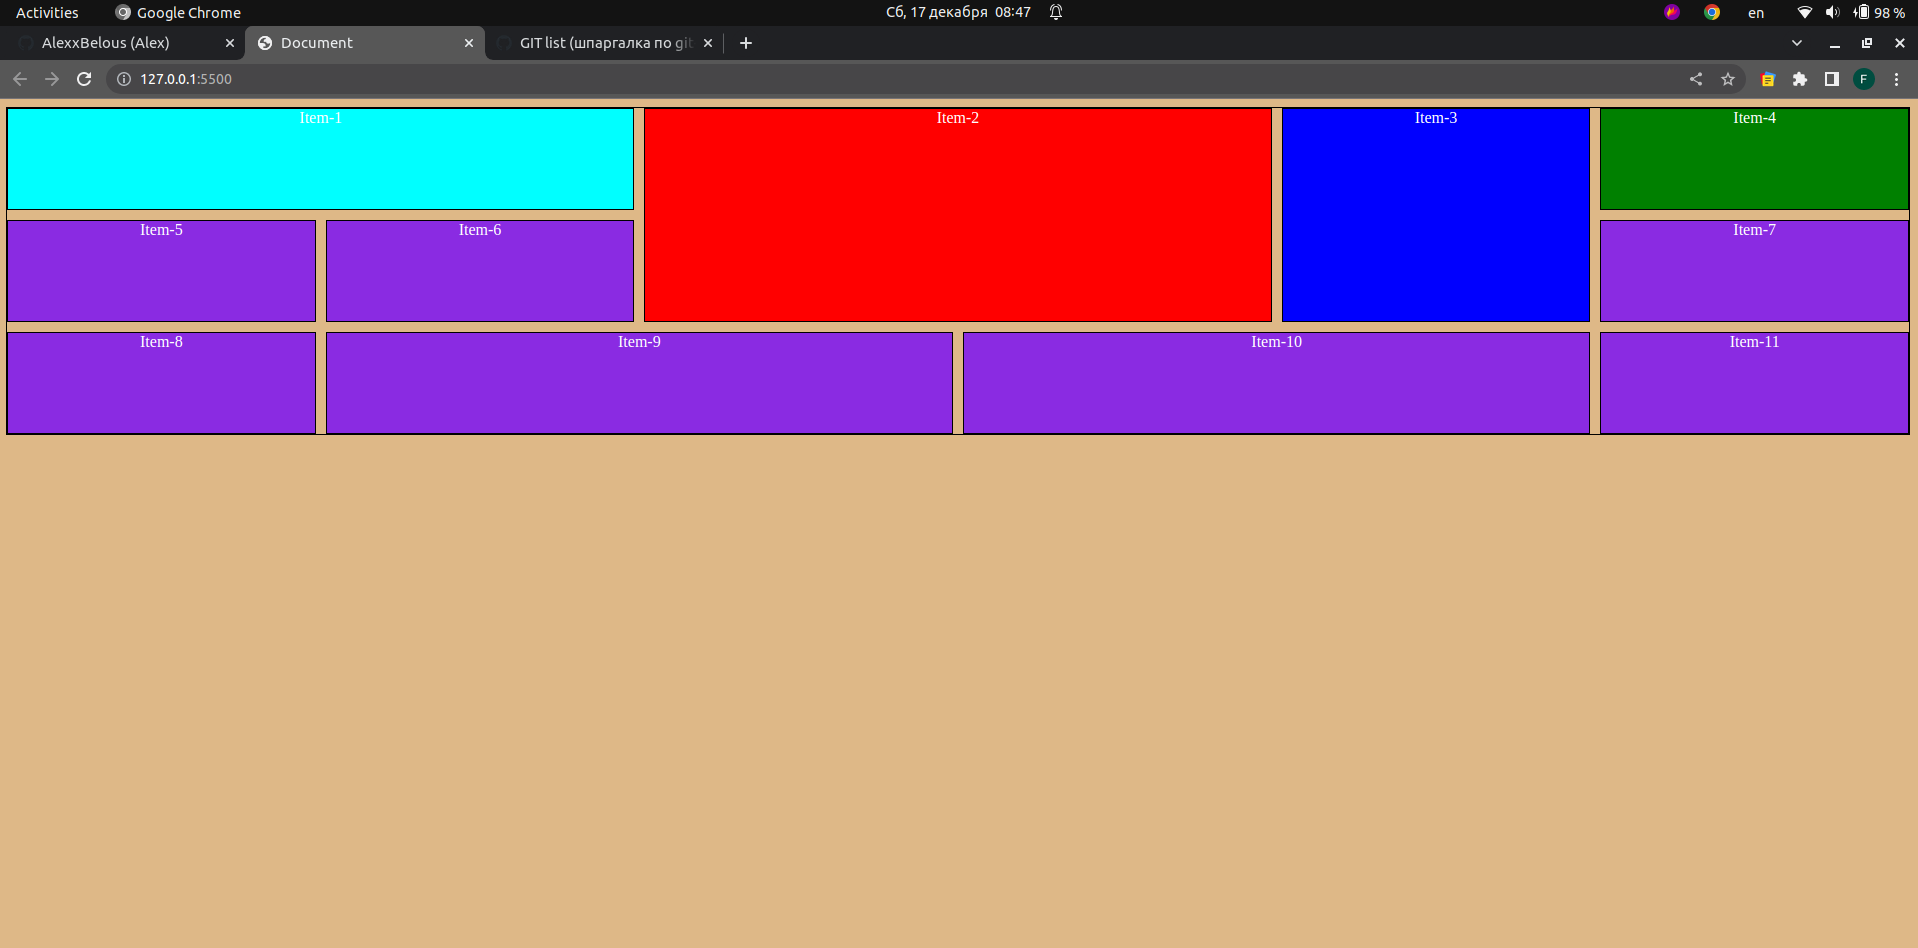 Activities
Google Chrome
Сб, 17 декабря 08:47
en
98 %
AlexxBelous (Alex)
Document
GIT list (шпаргалка по git
127.0.0.1:5500
F
Item-1
Item-2
Item-3
Item-4
Item-5
Item-6
Item-7
Item-8
Item-9
Item-10
Item-11